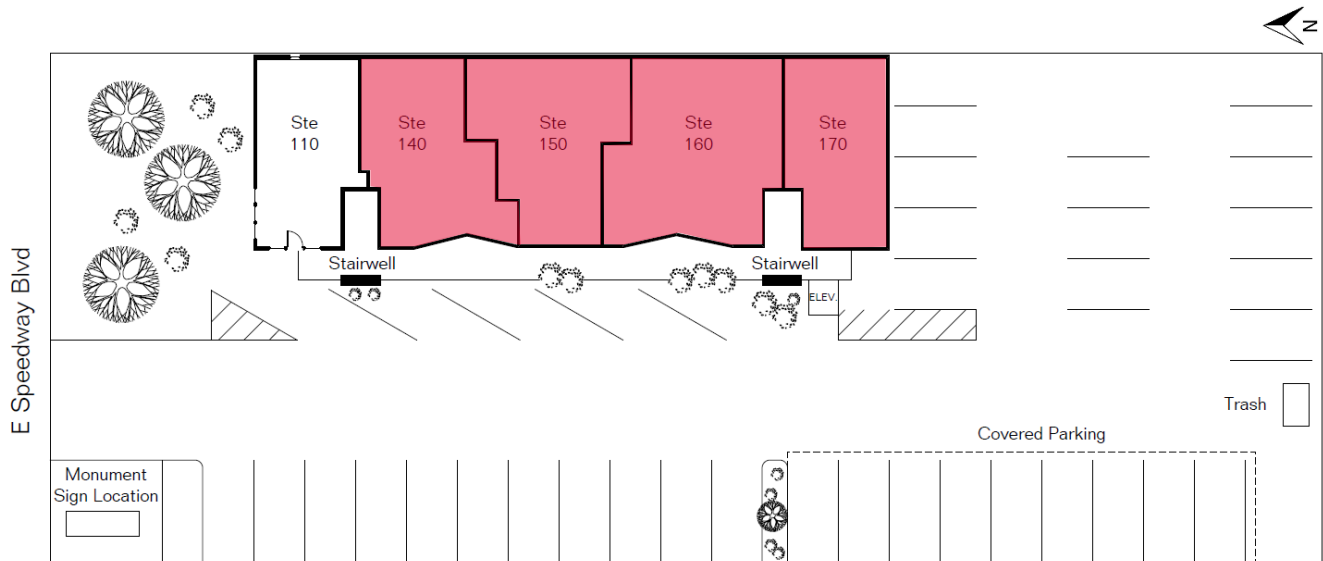 N
Ste
110
Ste
140
Ste
150
Ste
160
Ste
170
Stairwell
Stairwell
ELEV.
E Speedway Blvd
Trash
Covered Parking
Monument
Sign Location